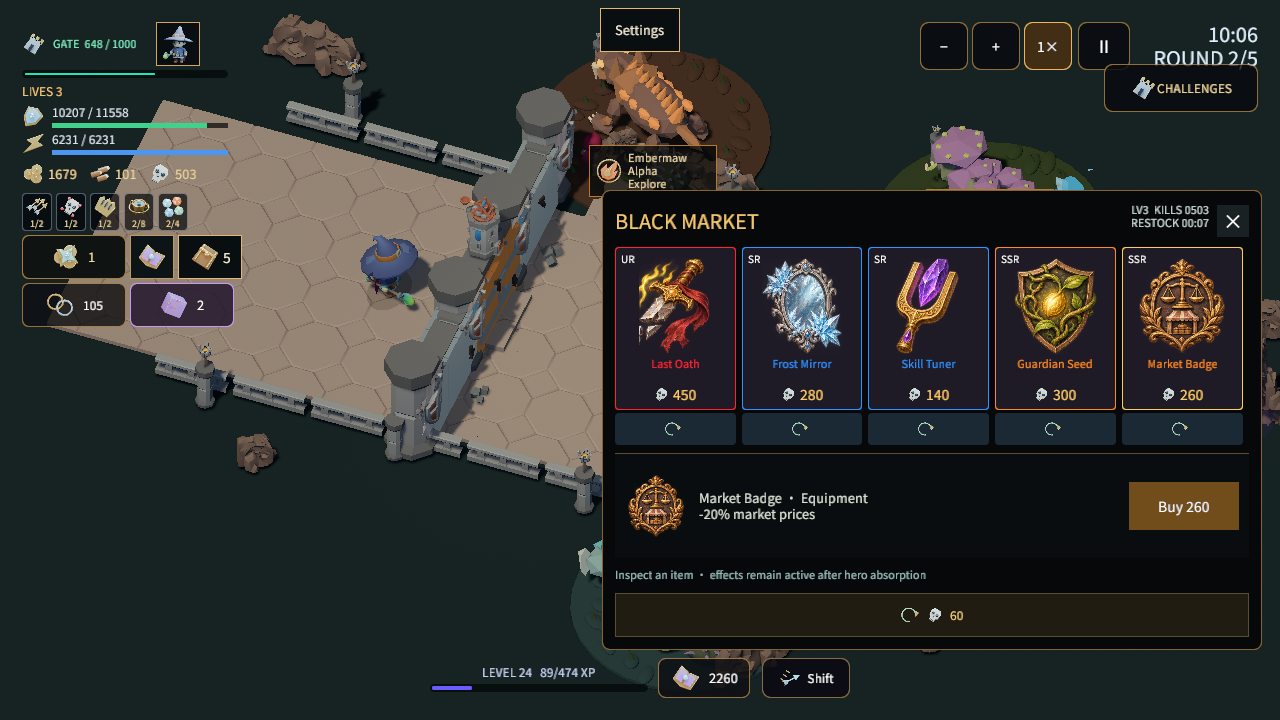 GATE 648 / 1000
Settings
−
+
1×
10:06
ROUND 2/5
CHALLENGES
LIVES 3
10207 / 11558
6231 / 6231
1679
101
503
1/2
1/2
1/2
2/8
2/4
1
5
105
2
Embermaw
Alpha
Explore
BLACK MARKET
LV3 KILLS 0503
RESTOCK 00:07
UR
SR
SR
SSR
SSR
Last Oath
Frost Mirror
Skill Tuner
Guardian Seed
Market Badge
450
280
140
300
260
Market Badge · Equipment
-20% market prices
Buy 260
Inspect an item · effects remain active after hero absorption
60
LEVEL 24 89/474 XP
2260
Shift